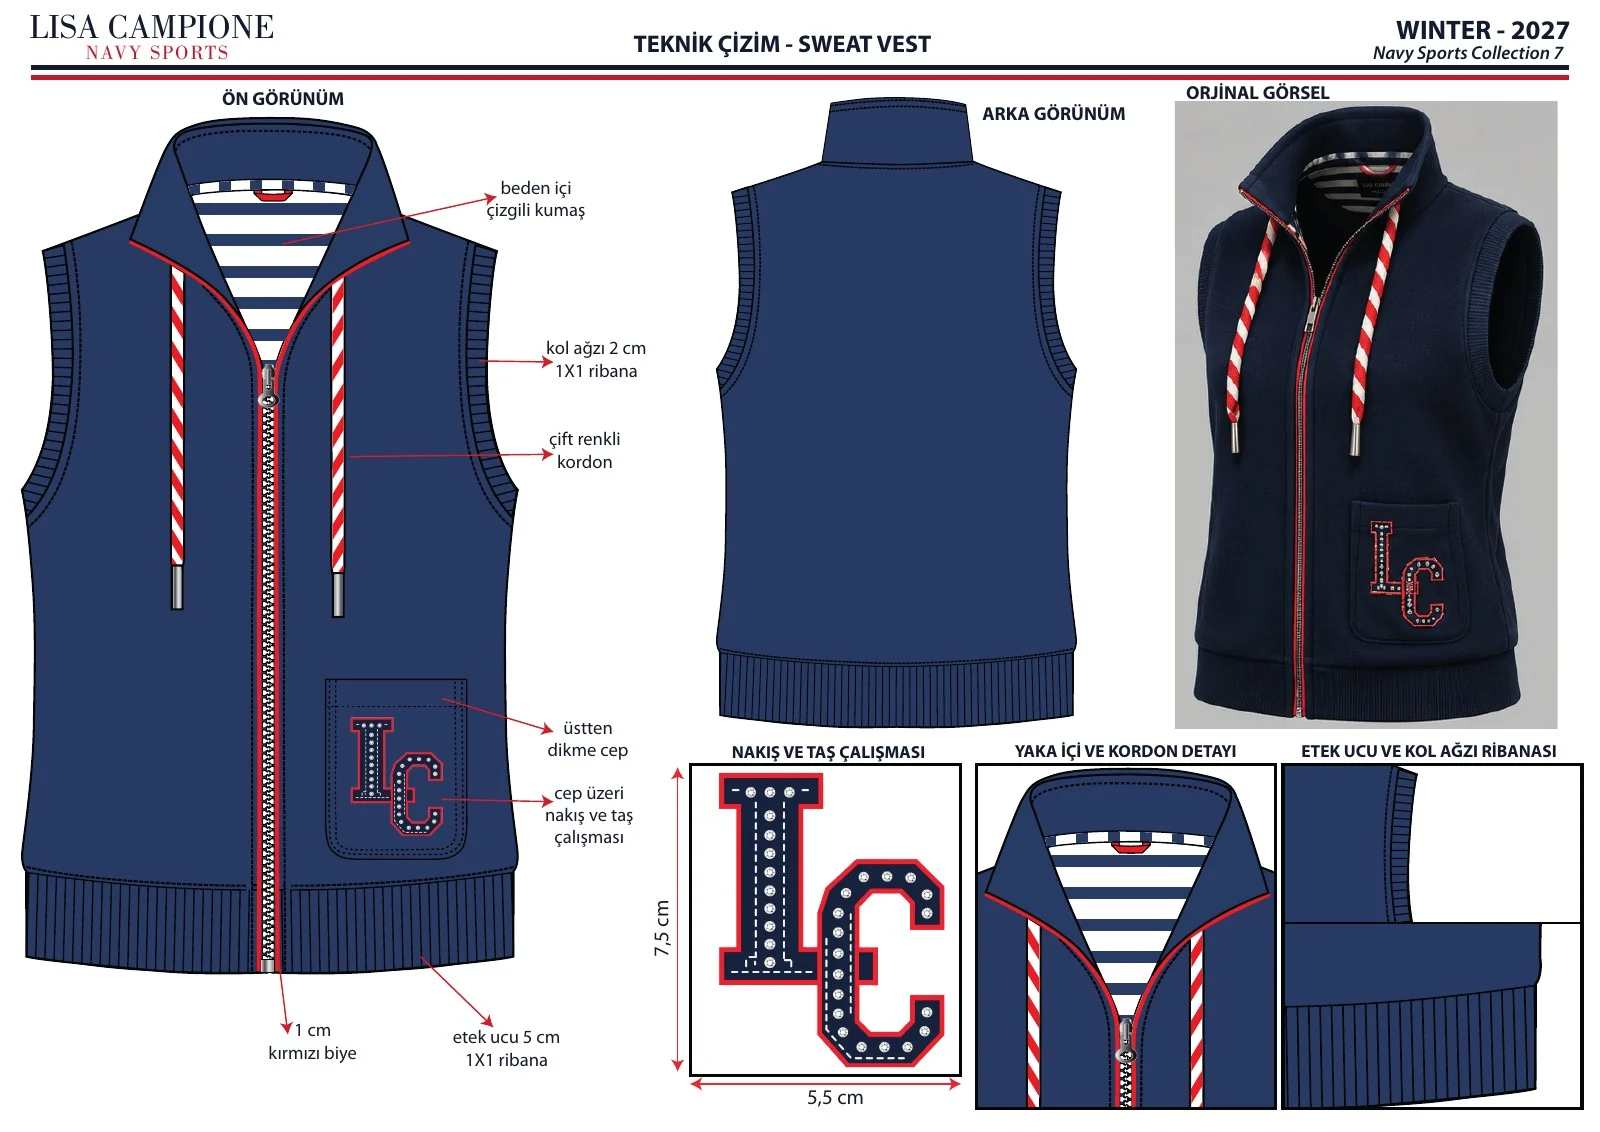 LISA CAMPIONE
NAVY SPORTS
TEKNİK ÇİZİM - SWEAT VEST
WINTER - 2027
Navy Sports Collection 7
ÖN GÖRÜNÜM
ARKA GÖRÜNÜM
ORJİNAL GÖRSEL
beden içi
çizgili kumaş
kol ağzı 2 cm
1X1 ribana
çift renkli
kordon
üstten
dikme cep
cep üzeri
nakış ve taş
çalışması
1 cm
kırmızı biye
etek ucu 5 cm
1X1 ribana
LC
LC
NAKIŞ VE TAŞ ÇALIŞMASI
LC
7,5 cm
5,5 cm
YAKA İÇİ VE KORDON DETAYI
ETEK UCU VE KOL AĞZI RİBANASI